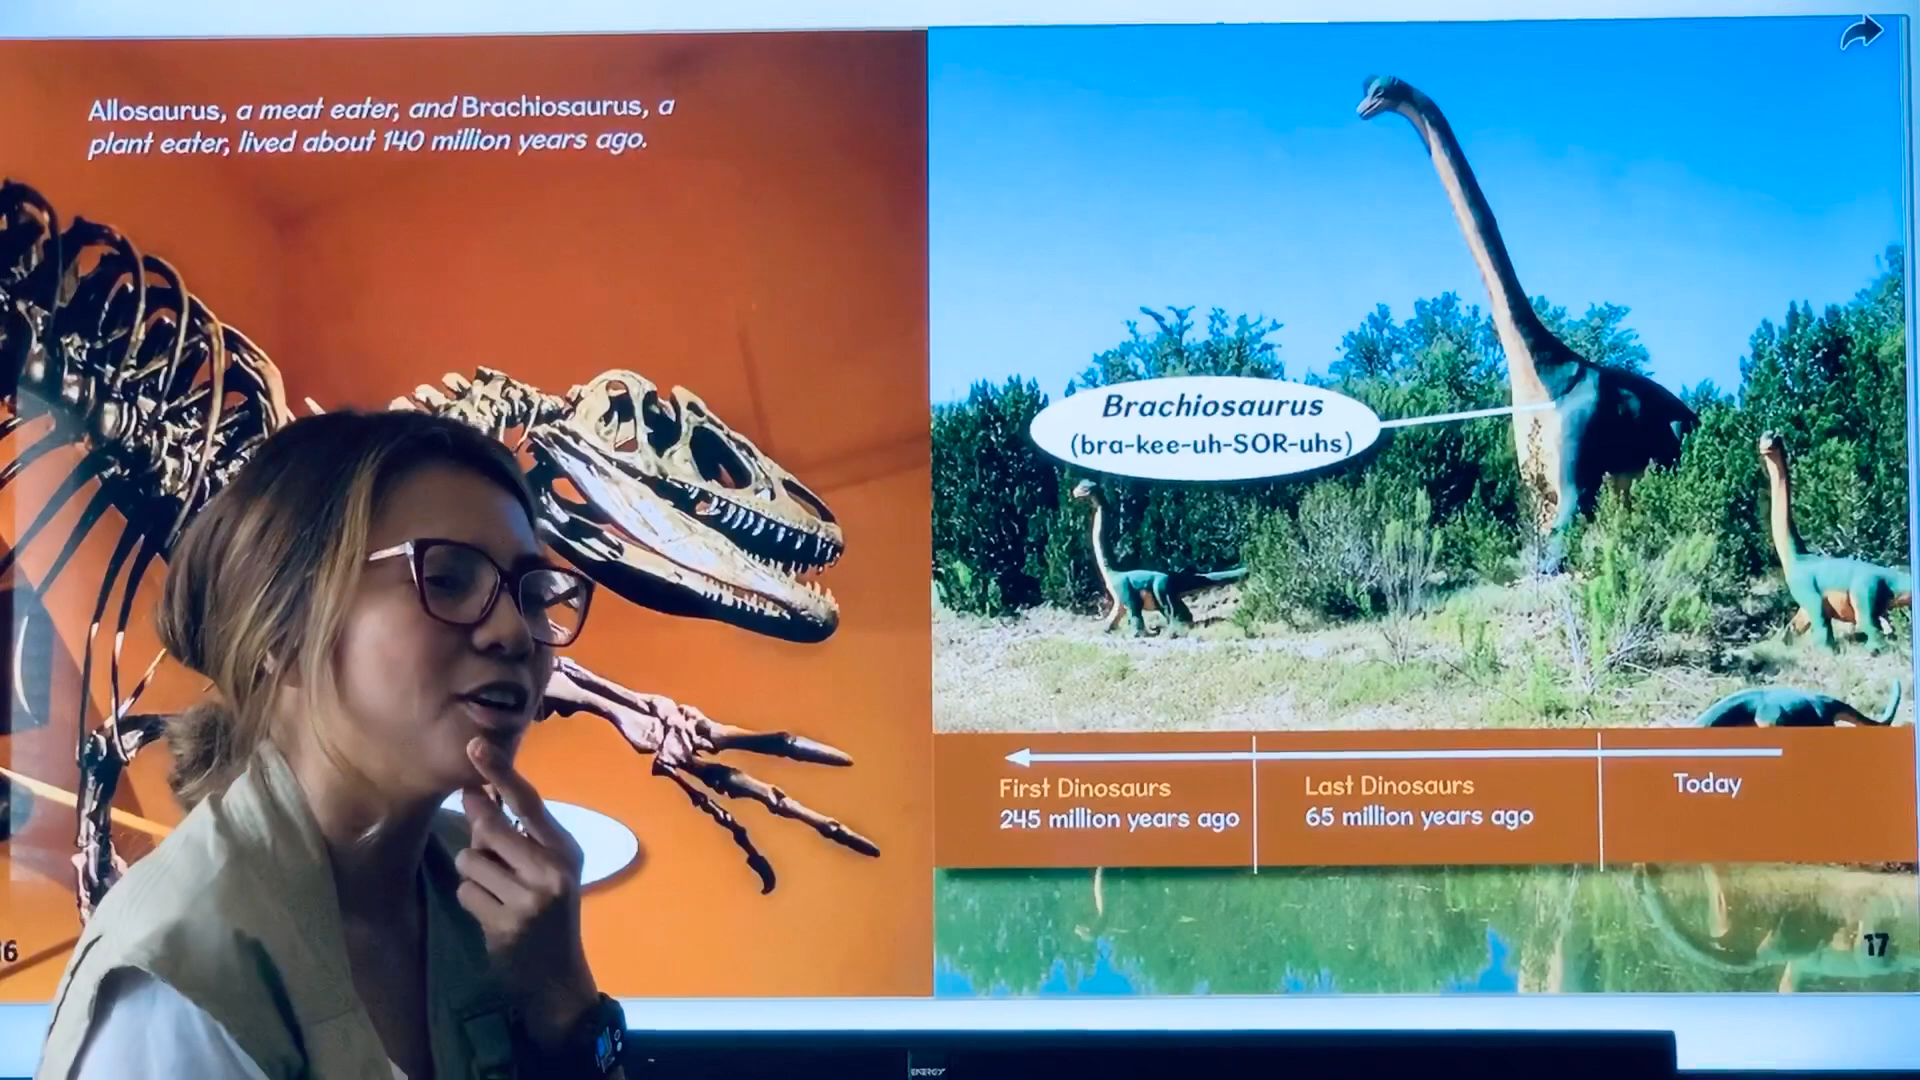 Allosaurus, a meat eater, and Brachiosaurus, a
plant eater, lived about 140 million years ago.
Brachiosaurus
(bra-kee-uh-SOR-uhs)
First Dinosaurs
245 million years ago
Last Dinosaurs
65 million years ago
Today
16
17
ENERGY